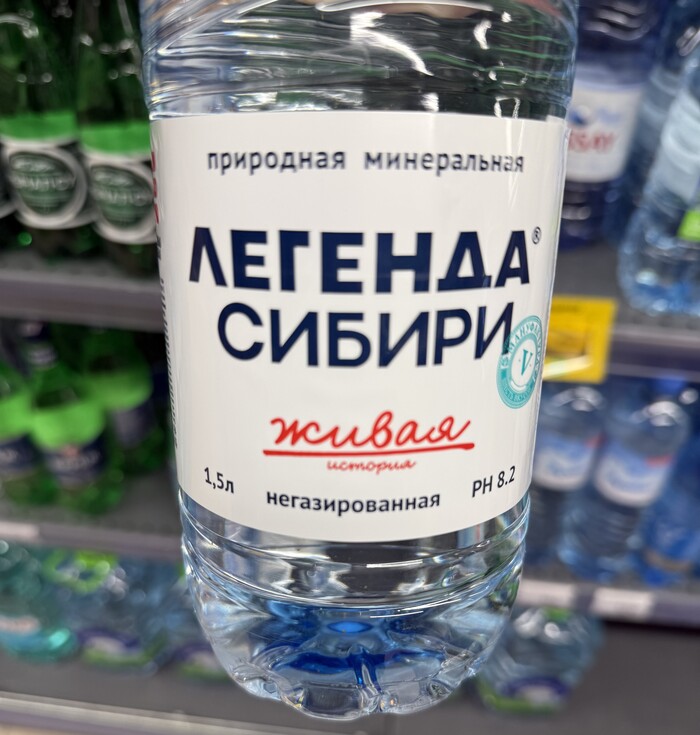 природная минеральная
ЛЕГЕНДА®
СИБИРИ
живая
история
1,5л
негазированная
PH 8.2